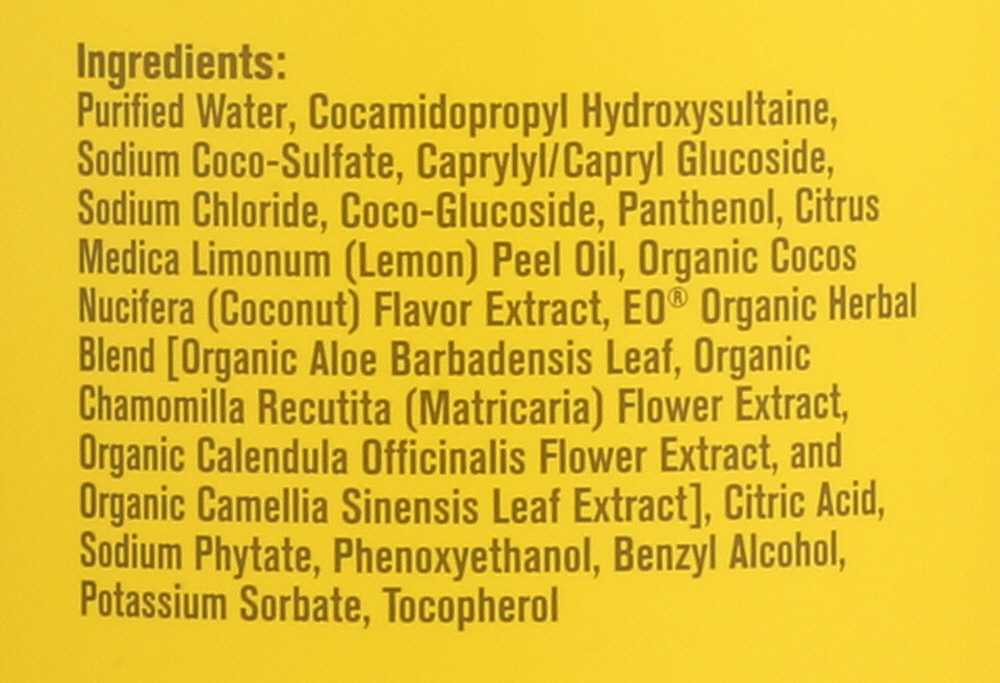 Ingredients:
Purified Water, Cocamidopropyl Hydroxysultaine,
Sodium Coco-Sulfate, Caprylyl/Capryl Glucoside,
Sodium Chloride, Coco-Glucoside, Panthenol, Citrus
Medica Limonum (Lemon) Peel Oil, Organic Cocos
Nucifera (Coconut) Flavor Extract, EO® Organic Herbal
Blend [Organic Aloe Barbadensis Leaf, Organic
Chamomilla Recutita (Matricaria) Flower Extract,
Organic Calendula Officinalis Flower Extract, and
Organic Camellia Sinensis Leaf Extract], Citric Acid,
Sodium Phytate, Phenoxyethanol, Benzyl Alcohol,
Potassium Sorbate, Tocopherol